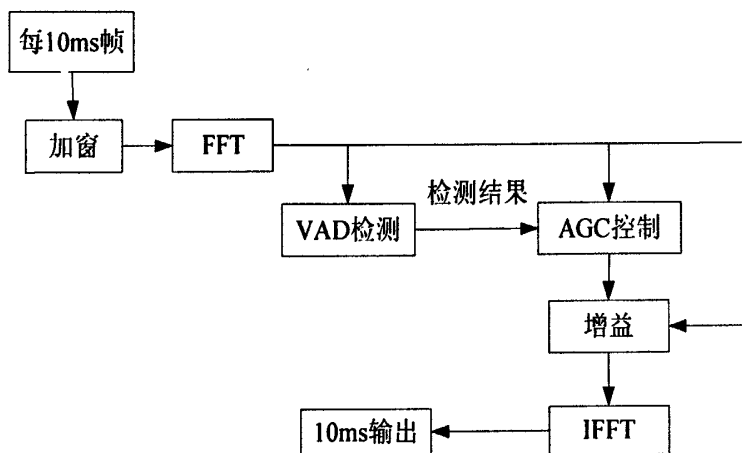 每10ms帧
加窗
FFT
VAD检测
检测结果
AGC控制
增益
10ms输出
IFFT